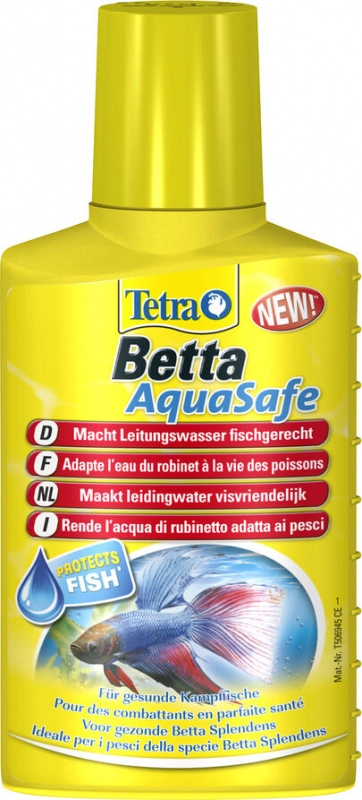 Tetra
NEW!
Betta
AquaSafe
D Macht Leitungswasser fischgerecht
F Adapte l'eau du robinet à la vie des poissons
NL Maakt leidingwater visvriendelijk
I Rende l'acqua di rubinetto adatta ai pesci
PROTECTS
FISH*
Mat.-Nr. T506945 CE
Für gesunde Kampffische
Pour des combattants en parfaite santé
Voor gezonde Betta Splendens
Ideale per i pesci della specie Betta Splendens